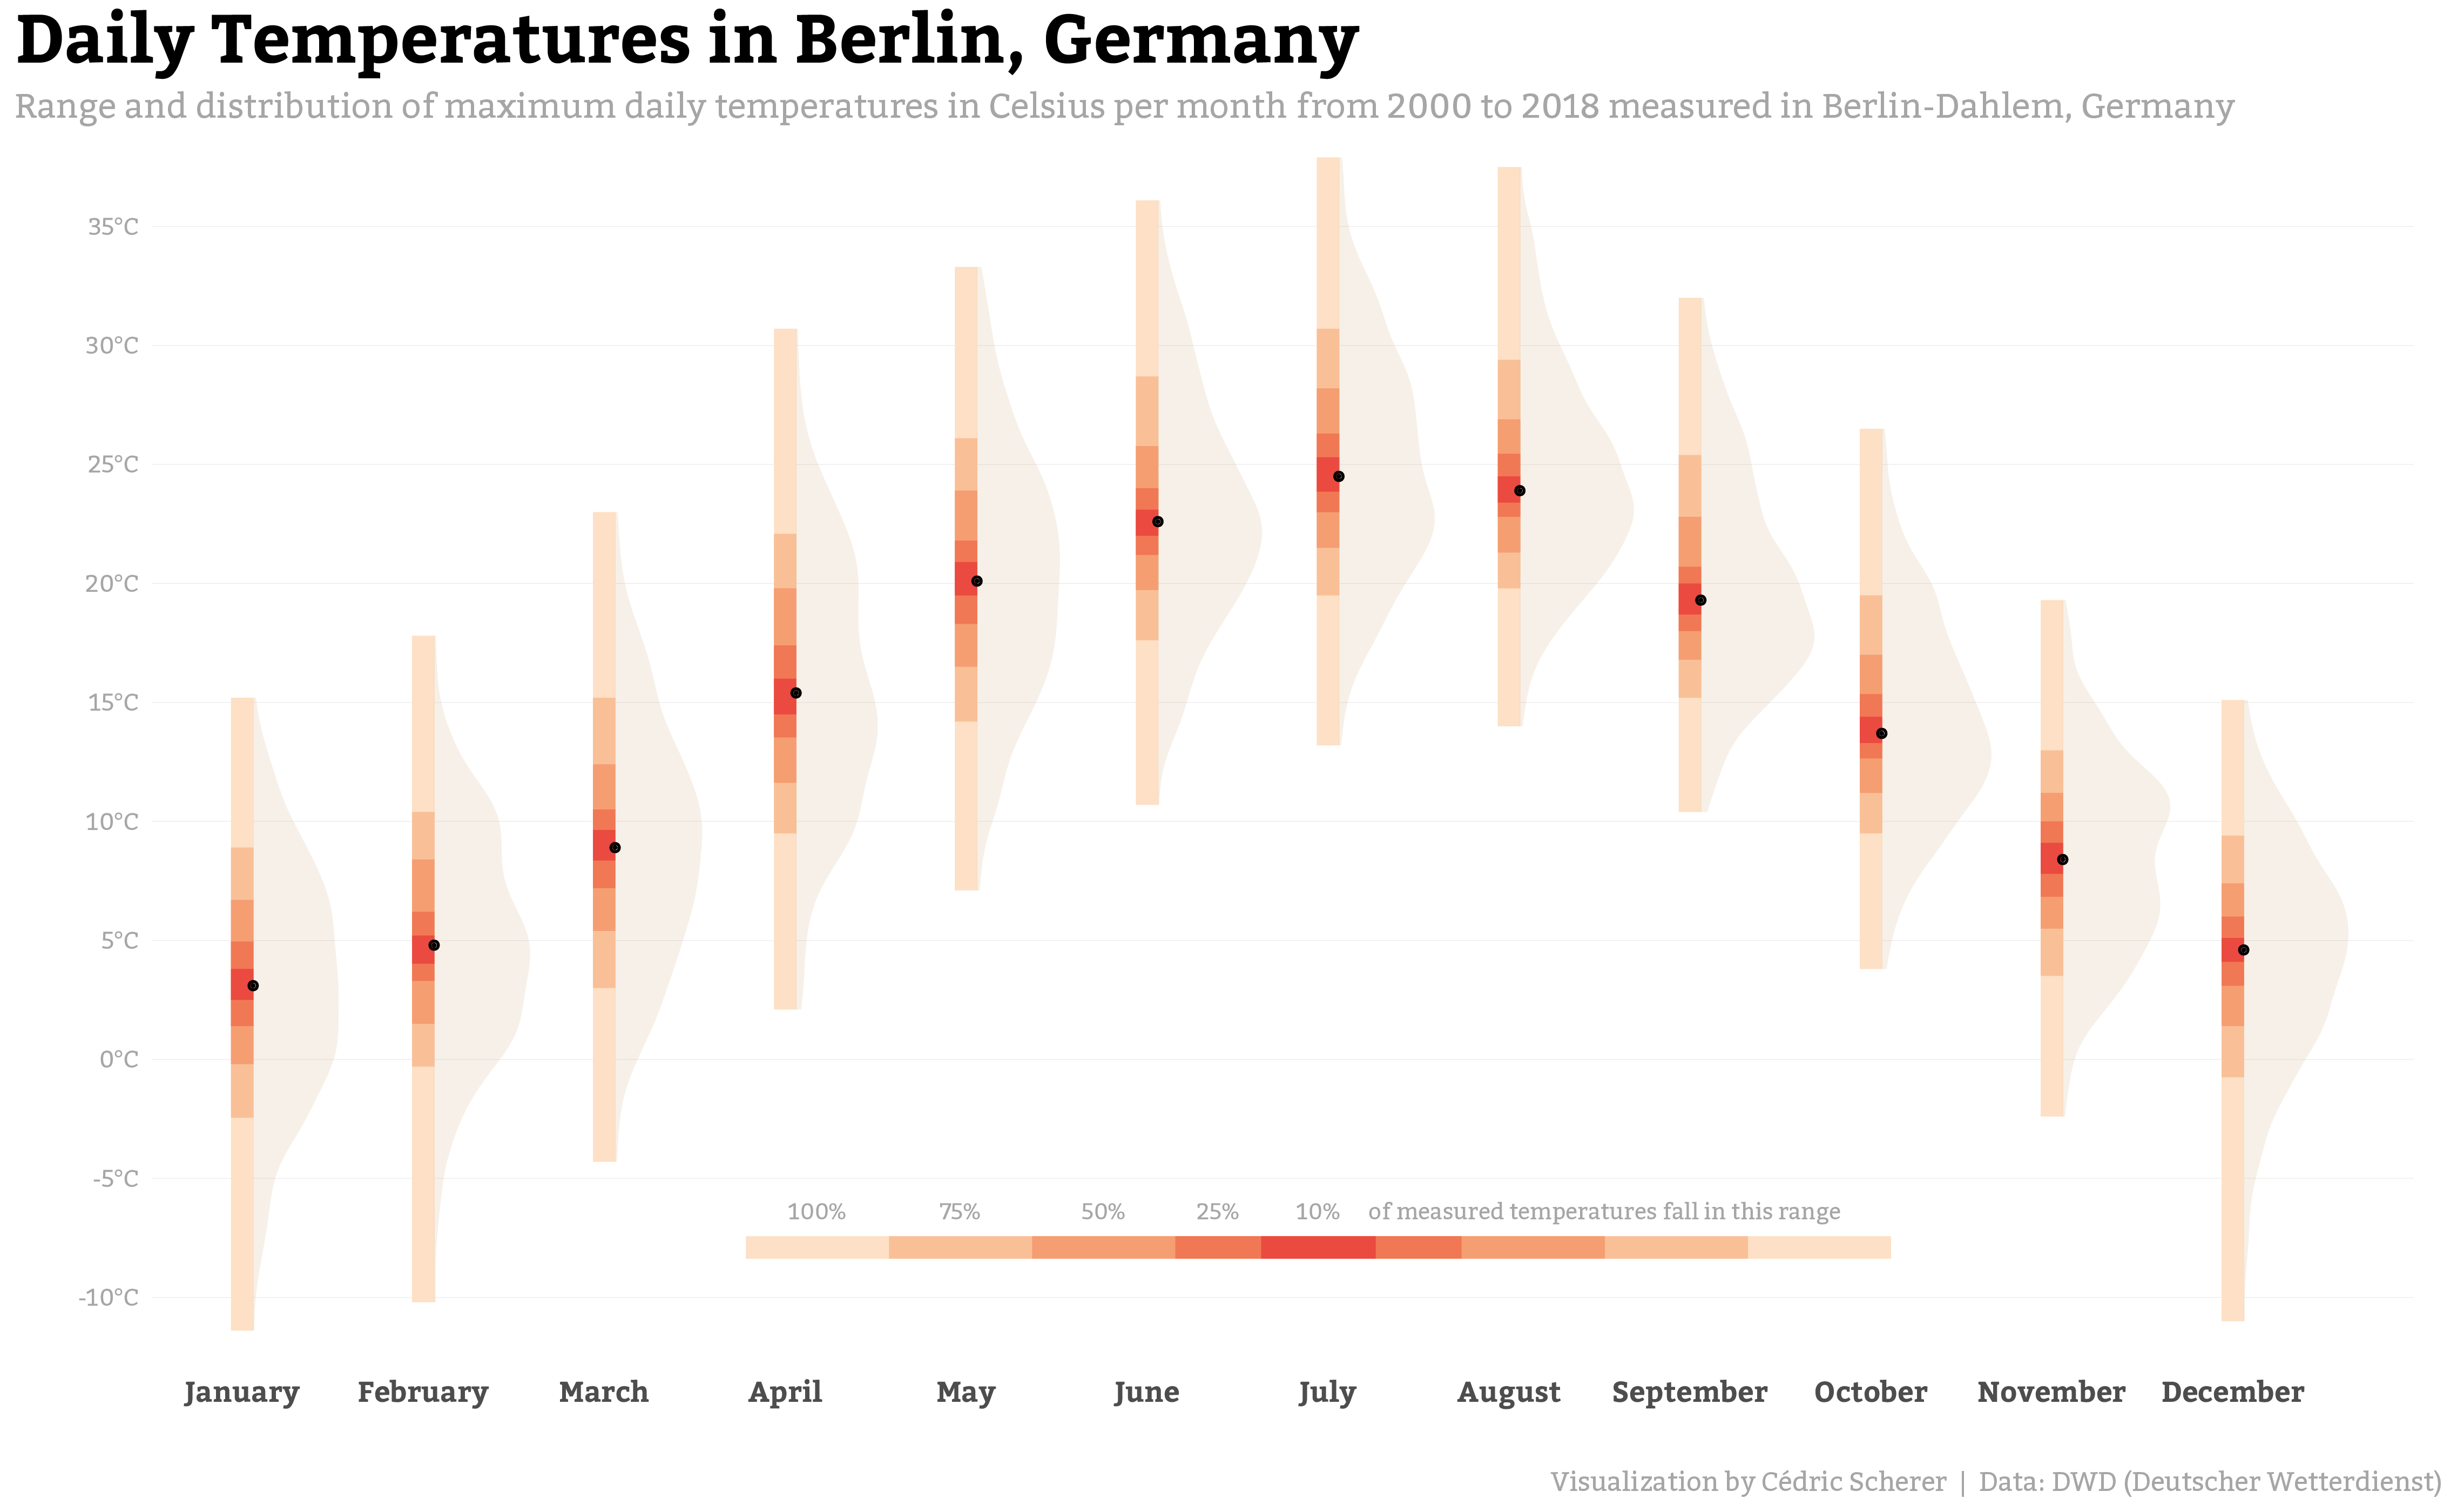 Daily Temperatures in Berlin, Germany
Range and distribution of maximum daily temperatures in Celsius per month from 2000 to 2018 measured in Berlin-Dahlem, Germany
35°C
30°C
25°C
20°C
15°C
10°C
5°C
0°C
-5°C
-10°C
100% 75% 50% 25% 10% of measured temperatures fall in this range
January February March April May June July August September October November December
Visualization by Cédric Scherer | Data: DWD (Deutscher Wetterdienst)